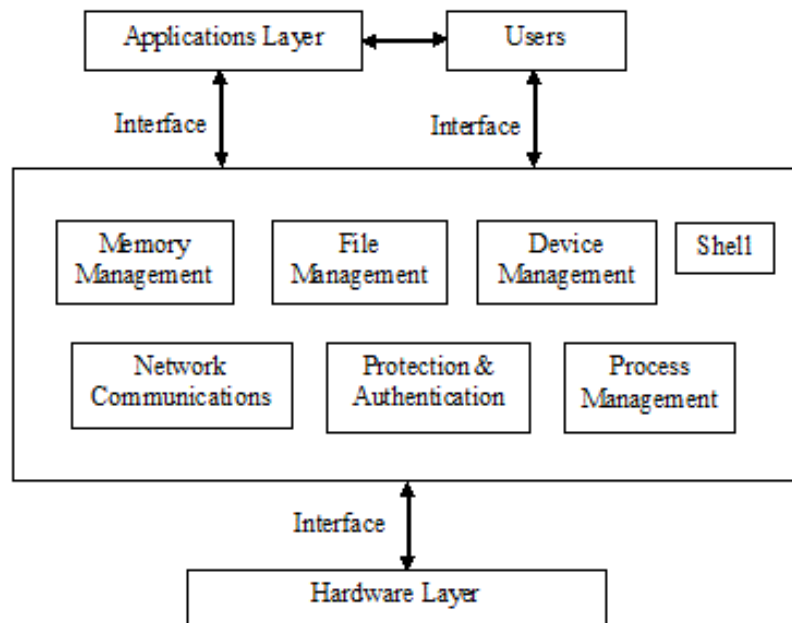 Applications Layer
Users
Interface
Interface
Memory
Management
File
Management
Device
Management
Shell
Network
Communications
Protection &
Authentication
Process
Management
Interface
Hardware Layer